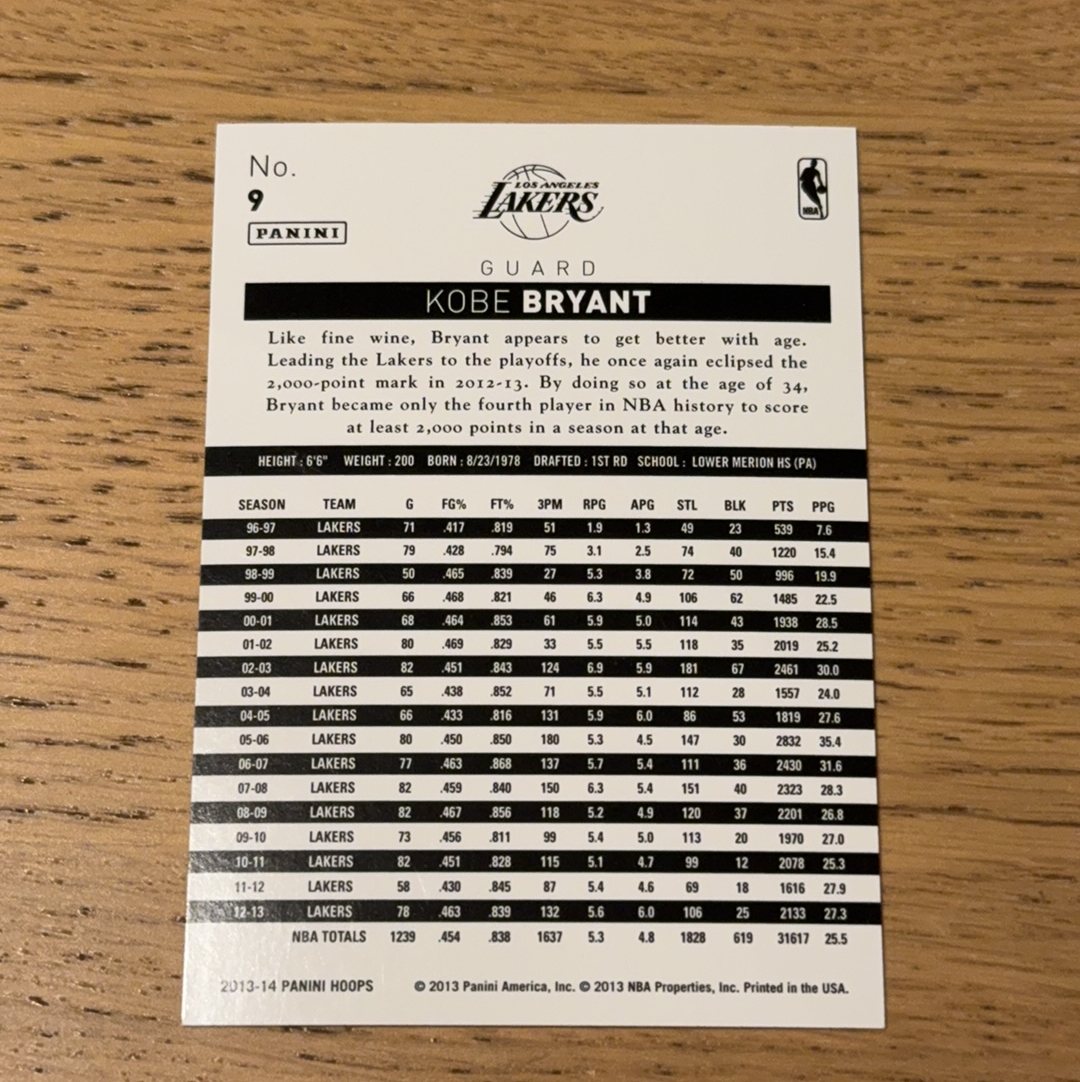 No.
9
PANINI
LOS ANGELES
LAKERS
NBA
GUARD
KOBE BRYANT
Like fine wine, Bryant appears to get better with age.
Leading the Lakers to the playoffs, he once again eclipsed the
2,000-point mark in 2012-13. By doing so at the age of 34,
Bryant became only the fourth player in NBA history to score
at least 2,000 points in a season at that age.
HEIGHT : 6'6" WEIGHT : 200 BORN : 8/23/1978 DRAFTED : 1ST RD SCHOOL : LOWER MERION HS (PA)
SEASON TEAM G FG% FT% 3PM RPG APG STL BLK PTS PPG
96-97 LAKERS 71 .417 .819 51 1.9 1.3 49 23 539 7.6
97-98 LAKERS 79 .428 .794 75 3.1 2.5 74 40 1220 15.4
98-99 LAKERS 50 .465 .839 27 5.3 3.8 72 50 996 19.9
99-00 LAKERS 66 .468 .821 46 6.3 4.9 106 62 1485 22.5
00-01 LAKERS 68 .464 .853 61 5.9 5.0 114 43 1938 28.5
01-02 LAKERS 80 .469 .829 33 5.5 5.5 118 35 2019 25.2
02-03 LAKERS 82 .451 .843 124 6.9 5.9 181 67 2461 30.0
03-04 LAKERS 65 .438 .852 71 5.5 5.1 112 28 1557 24.0
04-05 LAKERS 66 .433 .816 131 5.9 6.0 86 53 1819 27.6
05-06 LAKERS 80 .450 .850 180 5.3 4.5 147 30 2832 35.4
06-07 LAKERS 77 .463 .868 137 5.7 5.4 111 36 2430 31.6
07-08 LAKERS 82 .459 .840 150 6.3 5.4 151 40 2323 28.3
08-09 LAKERS 82 .467 .856 118 5.2 4.9 120 37 2201 26.8
09-10 LAKERS 73 .456 .811 99 5.4 5.0 113 20 1970 27.0
10-11 LAKERS 82 .451 .828 115 5.1 4.7 99 12 2078 25.3
11-12 LAKERS 58 .430 .845 87 5.4 4.6 69 18 1616 27.9
12-13 LAKERS 78 .463 .839 132 5.6 6.0 106 25 2133 27.3
NBA TOTALS 1239 .454 .838 1637 5.3 4.8 1828 619 31617 25.5
2013-14 PANINI HOOPS © 2013 Panini America, Inc. © 2013 NBA Properties, Inc. Printed in the USA.